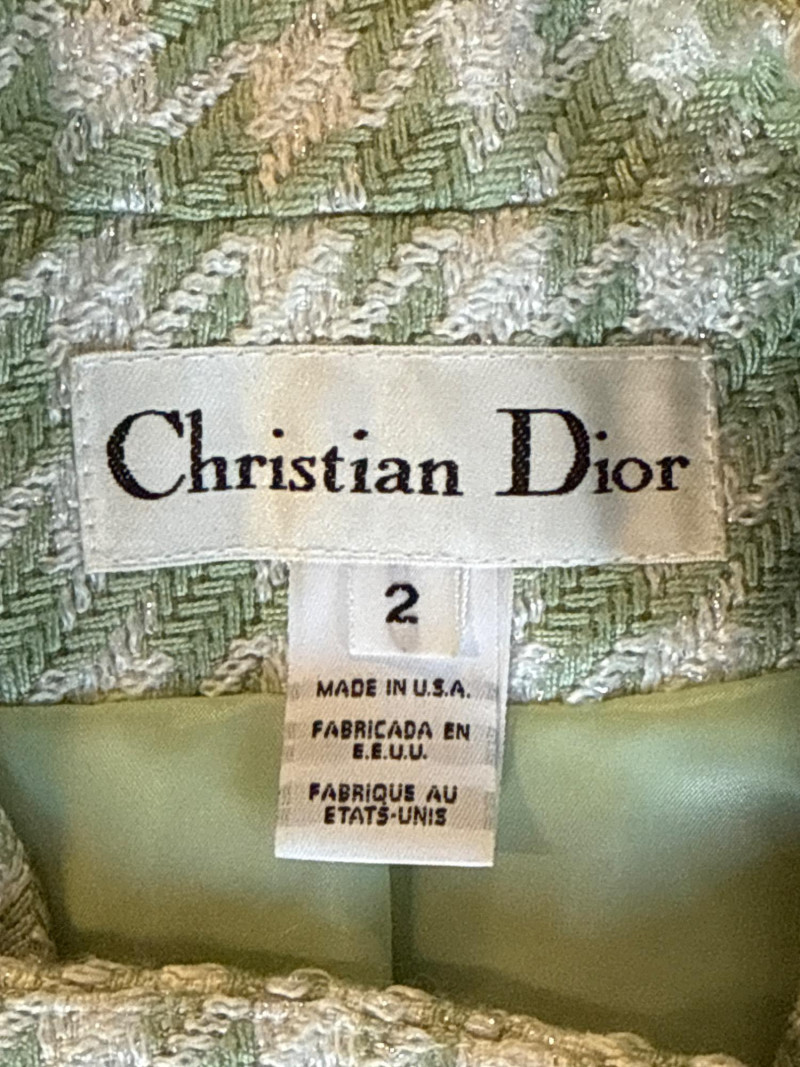 Christian Dior
2
MADE IN U.S.A.
FABRICADA EN
E.E.U.U.
FABRIQUE AU
ETATS-UNIS